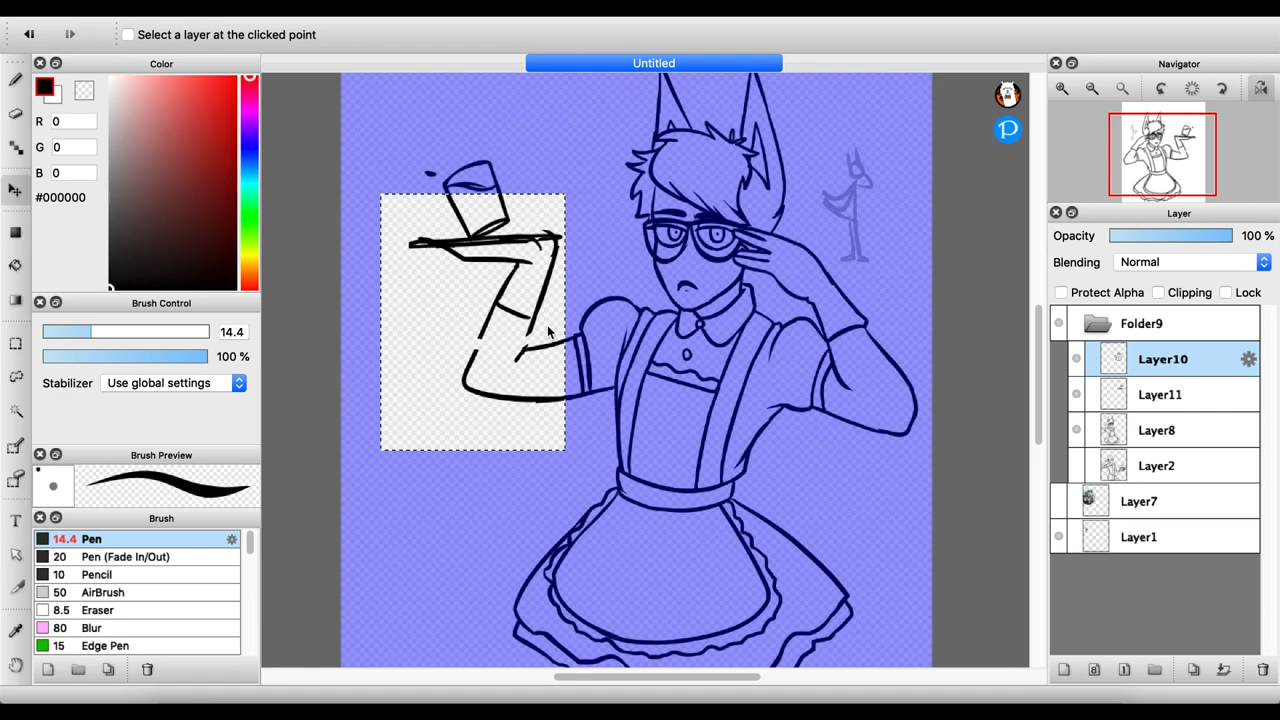 Select a layer at the clicked point
Color
Untitled
Navigator
R 0
G 0
B 0
#000000
Brush Control
14.4
100 %
Stabilizer Use global settings
Brush Preview
Brush
14.4 Pen
20 Pen (Fade In/Out)
10 Pencil
50 AirBrush
8.5 Eraser
80 Blur
15 Edge Pen
T
P
Layer
Opacity 100 %
Blending Normal
Protect Alpha Clipping Lock
Folder9
Layer10
Layer11
Layer8
Layer2
Layer7
Layer1
8 1